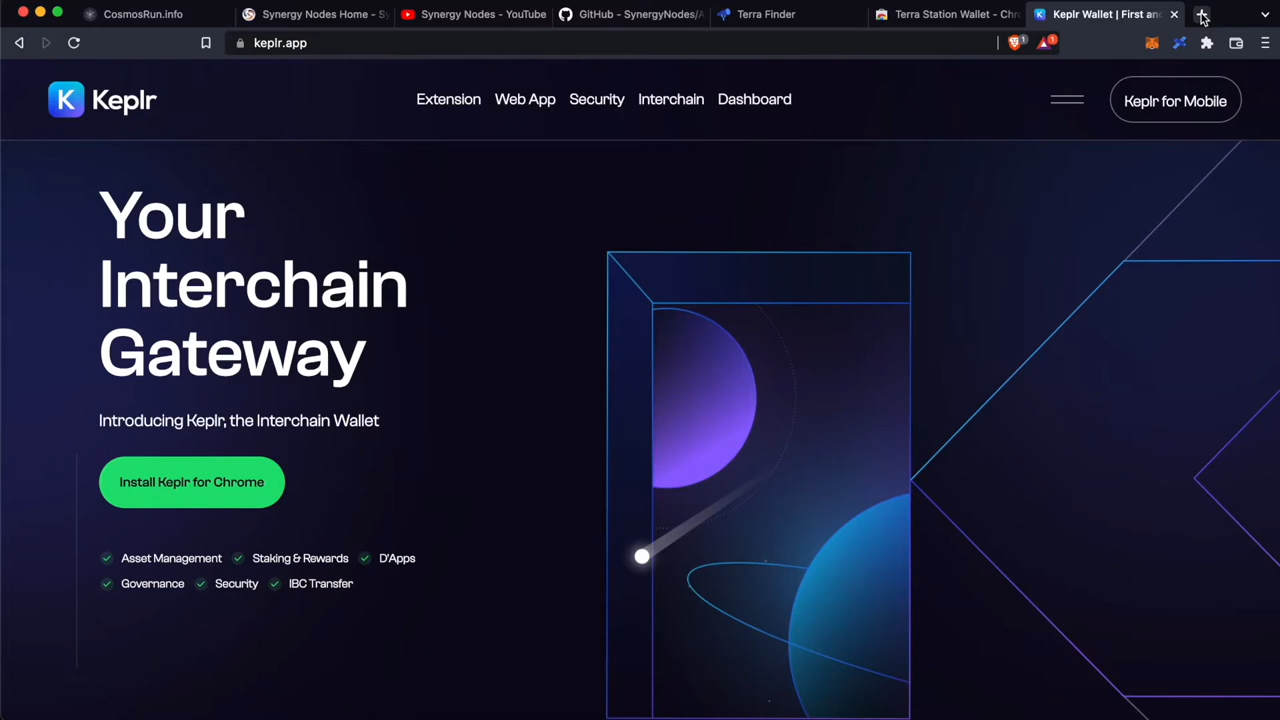 CosmosRun.info
Synergy Nodes Home - S
Synergy Nodes - YouTube
GitHub - SynergyNodes/A
Terra Finder
Terra Station Wallet - Chr
Keplr Wallet | First an
keplr.app
1
1
K Keplr
Extension
Web App
Security
Interchain
Dashboard
Keplr for Mobile
Your
Interchain
Gateway
Introducing Keplr, the Interchain Wallet
Install Keplr for Chrome
Asset Management
Staking & Rewards
D'Apps
Governance
Security
IBC Transfer